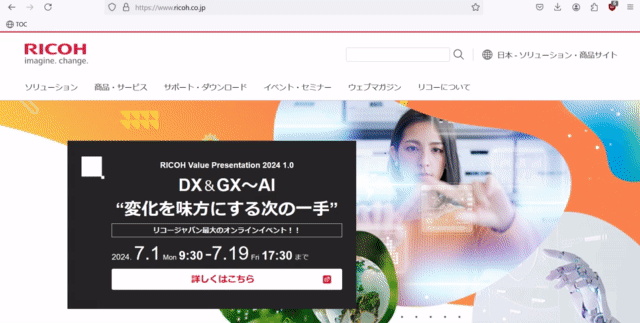 https://www.ricoh.co.jp
TOC
RICOH
imagine. change.
日本 - ソリューション・商品サイト
ソリューション 商品・サービス サポート・ダウンロード イベント・セミナー ウェブマガジン リコーについて
RICOH Value Presentation 2024 1.0
DX&GX～AI
“変化を味方にする次の一手”
リコージャパン最大のオンラインイベント！！
2024. 7.1 Mon 9:30 -7.19 Fri 17:30 まで
詳しくはこちら